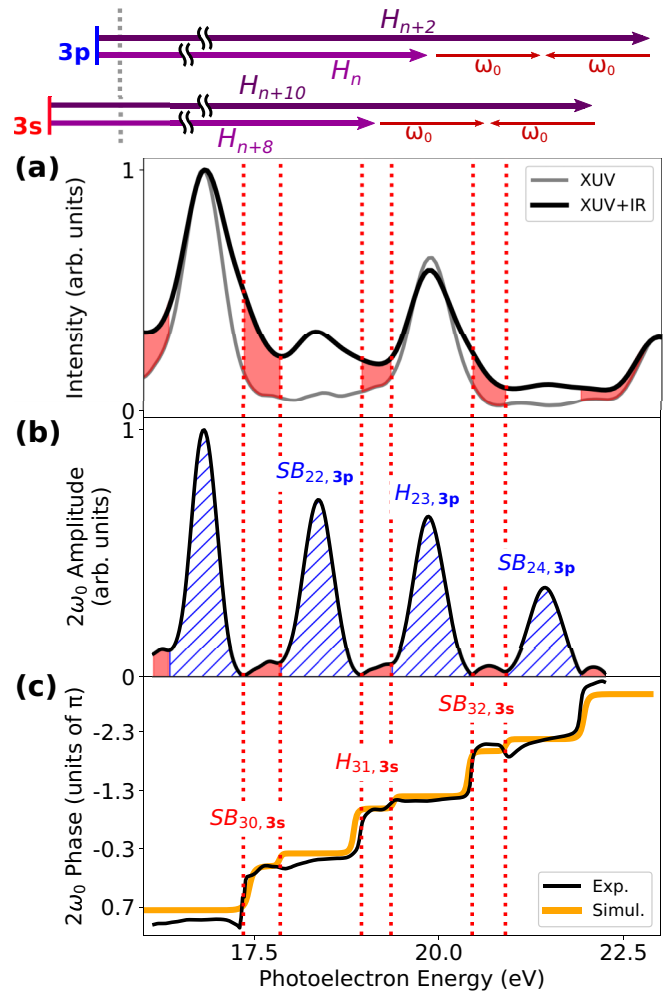 H_{n+2}
3p
H_n
ω_0
ω_0
H_{n+10}
3s
H_{n+8}
ω_0
ω_0
(a)
1
0
Intensity (arb. units)
XUV
XUV+IR
(b)
1
0
2ω_0 Amplitude
(arb. units)
SB_{22, 3p}
H_{23, 3p}
SB_{24, 3p}
(c)
2ω_0 Phase (units of π)
-2.3
-1.3
-0.3
0.7
SB_{32, 3s}
H_{31, 3s}
SB_{30, 3s}
Exp.
Simul.
17.5
20.0
22.5
Photoelectron Energy (eV)